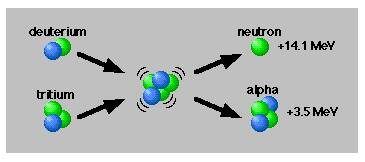 deuterium
neutron
+14.1 MeV
tritium
alpha
+3.5 MeV